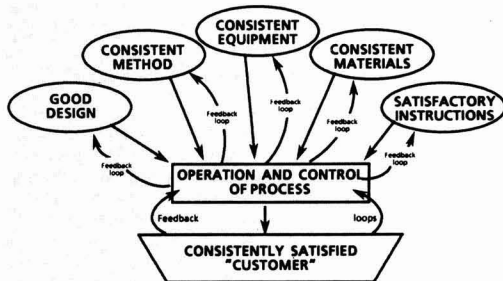 CONSISTENT
EQUIPMENT
CONSISTENT
METHOD
CONSISTENT
MATERIALS
GOOD
DESIGN
SATISFACTORY
INSTRUCTIONS
Feedback
loop
Feedback
loop
Feedback
loop
Feedback
loop
Feedback
loop
OPERATION AND CONTROL
OF PROCESS
Feedback
loops
CONSISTENTLY SATISFIED
"CUSTOMER"